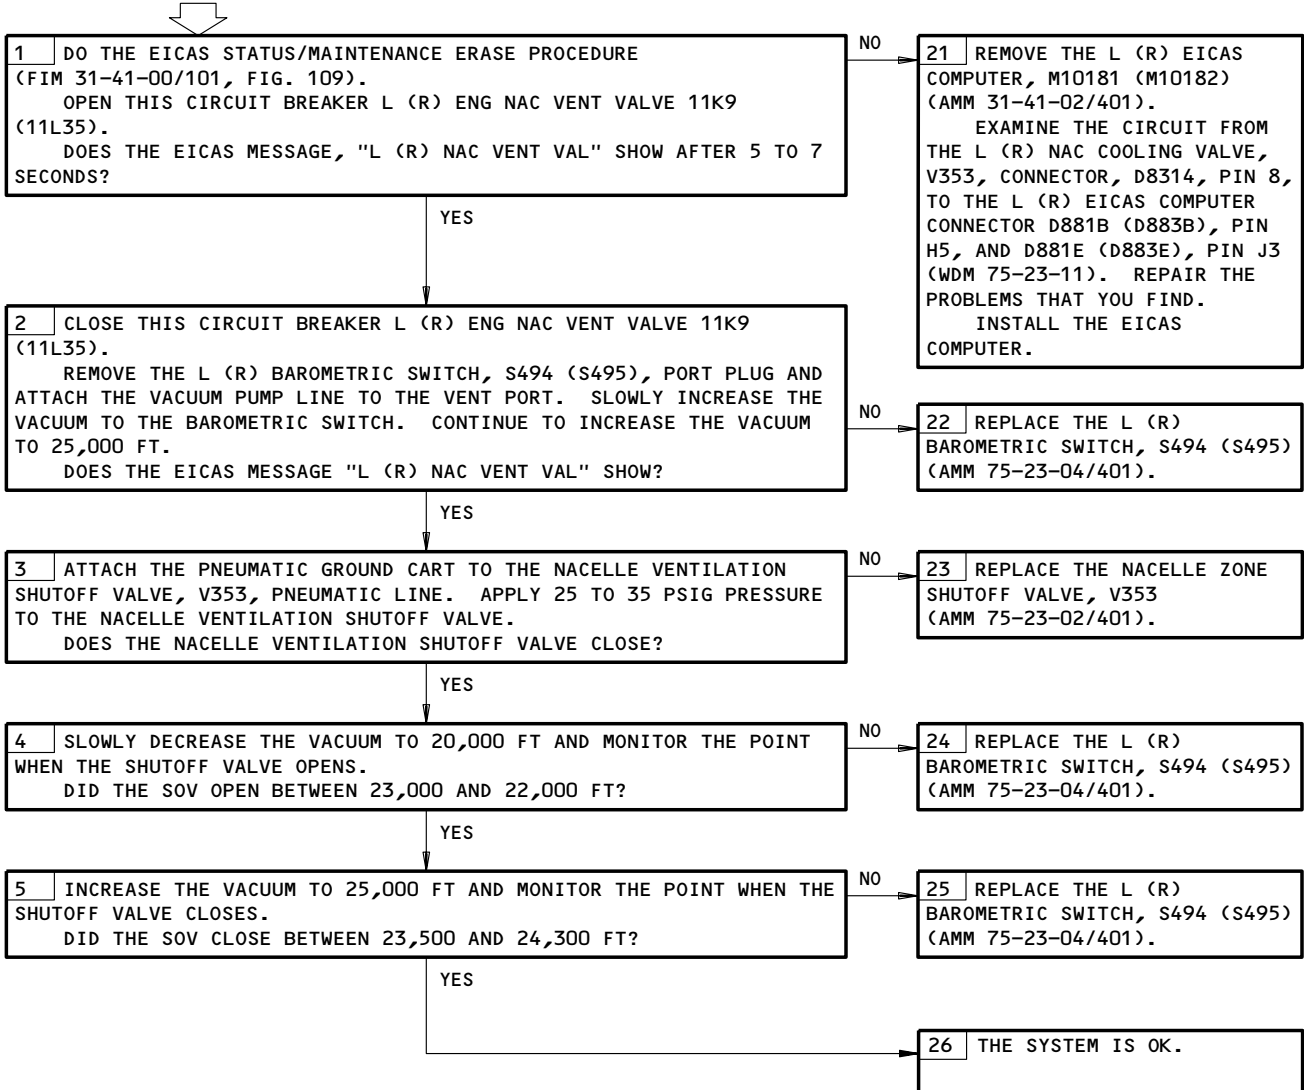 1 DO THE EICAS STATUS/MAINTENANCE ERASE PROCEDURE
(FIM 31-41-00/101, FIG. 109).
OPEN THIS CIRCUIT BREAKER L (R) ENG NAC VENT VALVE 11K9
(11L35).
DOES THE EICAS MESSAGE, "L (R) NAC VENT VAL" SHOW AFTER 5 TO 7
SECONDS?
NO
21 REMOVE THE L (R) EICAS
COMPUTER, M10181 (M10182)
(AMM 31-41-02/401).
EXAMINE THE CIRCUIT FROM
THE L (R) NAC COOLING VALVE,
V353, CONNECTOR, D8314, PIN 8,
TO THE L (R) EICAS COMPUTER
CONNECTOR D881B (D883B), PIN
H5, AND D881E (D883E), PIN J3
(WDM 75-23-11). REPAIR THE
PROBLEMS THAT YOU FIND.
INSTALL THE EICAS
COMPUTER.
YES
2 CLOSE THIS CIRCUIT BREAKER L (R) ENG NAC VENT VALVE 11K9
(11L35).
REMOVE THE L (R) BAROMETRIC SWITCH, S494 (S495), PORT PLUG AND
ATTACH THE VACUUM PUMP LINE TO THE VENT PORT. SLOWLY INCREASE THE
VACUUM TO THE BAROMETRIC SWITCH. CONTINUE TO INCREASE THE VACUUM
TO 25,000 FT.
DOES THE EICAS MESSAGE "L (R) NAC VENT VAL" SHOW?
NO
22 REPLACE THE L (R)
BAROMETRIC SWITCH, S494 (S495)
(AMM 75-23-04/401).
YES
3 ATTACH THE PNEUMATIC GROUND CART TO THE NACELLE VENTILATION
SHUTOFF VALVE, V353, PNEUMATIC LINE. APPLY 25 TO 35 PSIG PRESSURE
TO THE NACELLE VENTILATION SHUTOFF VALVE.
DOES THE NACELLE VENTILATION SHUTOFF VALVE CLOSE?
NO
23 REPLACE THE NACELLE ZONE
SHUTOFF VALVE, V353
(AMM 75-23-02/401).
YES
4 SLOWLY DECREASE THE VACUUM TO 20,000 FT AND MONITOR THE POINT
WHEN THE SHUTOFF VALVE OPENS.
DID THE SOV OPEN BETWEEN 23,000 AND 22,000 FT?
NO
24 REPLACE THE L (R)
BAROMETRIC SWITCH, S494 (S495)
(AMM 75-23-04/401).
YES
5 INCREASE THE VACUUM TO 25,000 FT AND MONITOR THE POINT WHEN THE
SHUTOFF VALVE CLOSES.
DID THE SOV CLOSE BETWEEN 23,500 AND 24,300 FT?
NO
25 REPLACE THE L (R)
BAROMETRIC SWITCH, S494 (S495)
(AMM 75-23-04/401).
YES
26 THE SYSTEM IS OK.